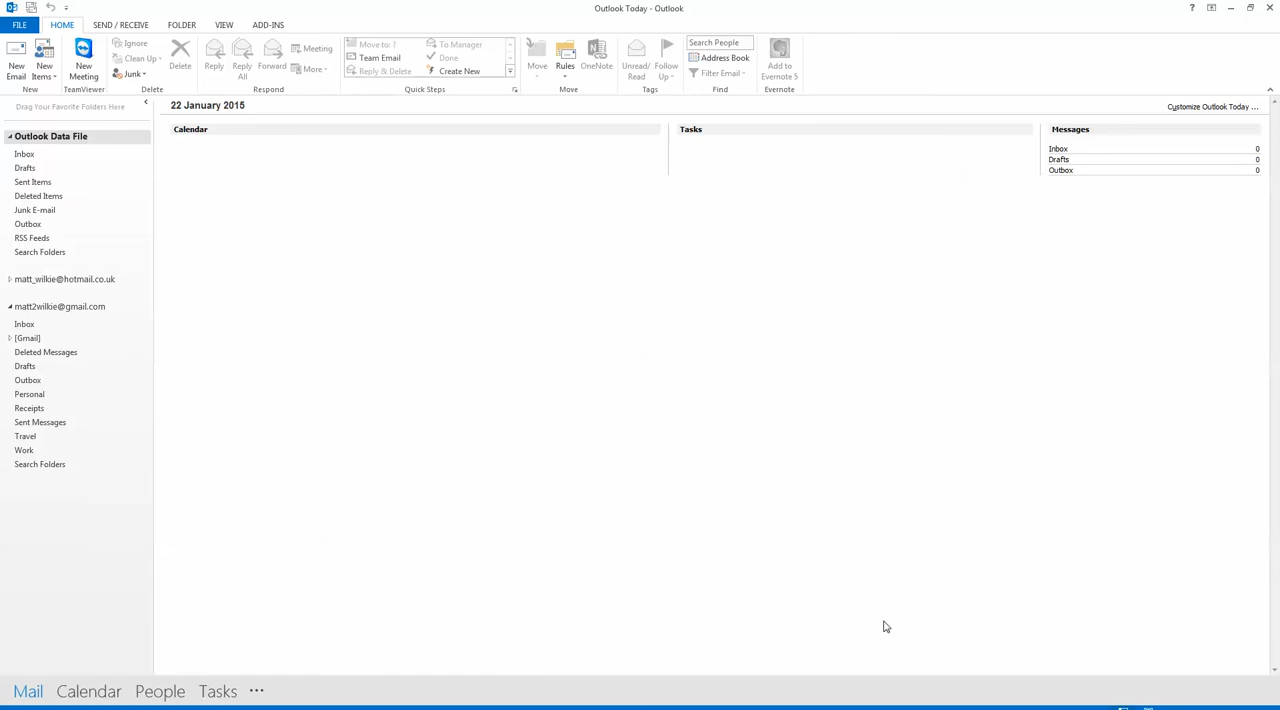 Outlook Today - Outlook
FILE HOME SEND / RECEIVE FOLDER VIEW ADD-INS
New Email
New Items
New Meeting
Ignore
Clean Up
Junk
Delete
Reply
Reply All
Forward
Meeting
More
Move to: ?
Team Email
Reply & Delete
To Manager
Done
Create New
Move
Rules
OneNote
Unread/ Read
Follow Up
Search People
Address Book
Filter Email
Add to Evernote 5
New TeamViewer Delete Respond Quick Steps Move Tags Find Evernote
Drag Your Favorite Folders Here
22 January 2015
Customize Outlook Today ...
Calendar Tasks Messages
Inbox 0
Drafts 0
Outbox 0
Outlook Data File
Inbox
Drafts
Sent Items
Deleted Items
Junk E-mail
Outbox
RSS Feeds
Search Folders
matt_wilkie@hotmail.co.uk
matt2wilkie@gmail.com
Inbox
[Gmail]
Deleted Messages
Drafts
Outbox
Personal
Receipts
Sent Messages
Travel
Work
Search Folders
Mail Calendar People Tasks •••